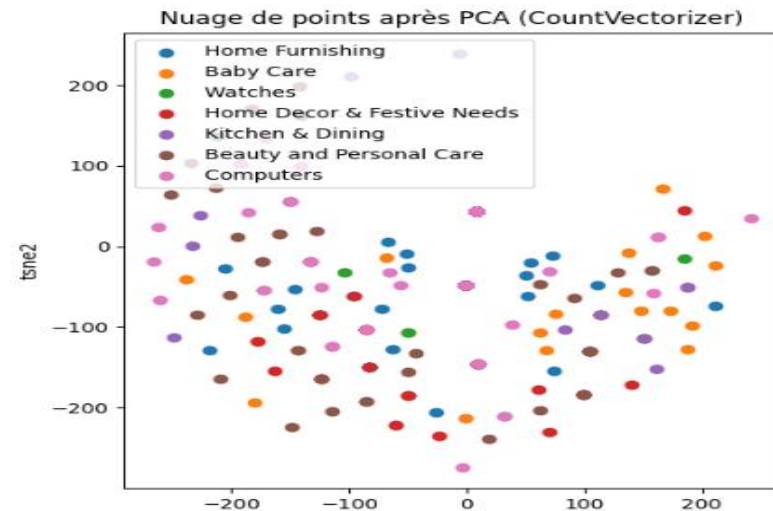 Nuage de points après PCA (CountVectorizer)
Home Furnishing
Baby Care
Watches
Home Decor & Festive Needs
Kitchen & Dining
Beauty and Personal Care
Computers
200
100
0
−100
−200
tsne2
−200
−100
0
100
200